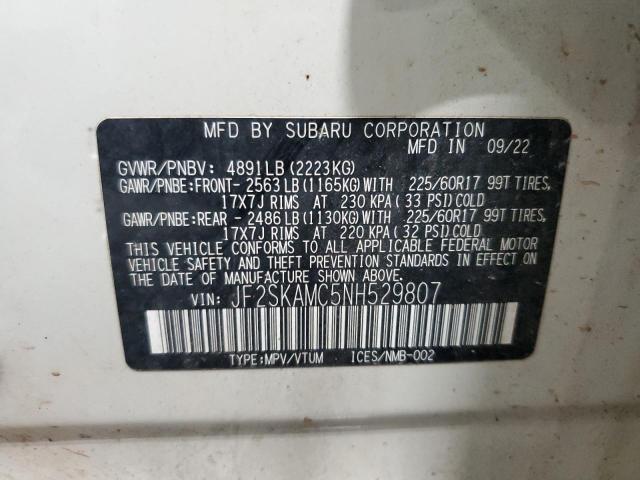 MFD BY SUBARU CORPORATION
MFD IN 09/22
GVWR/PNBV: 4891LB(2223KG)
GAWR/PNBE:FRONT- 2563LB(1165KG)WITH 225/60R17 99T TIRES,
17X7J RIMS AT 230 KPA(33 PSI)COLD
GAWR/PNBE:REAR - 2486LB(1130KG)WITH 225/60R17 99T TIRES,
17X7J RIMS AT 220 KPA(32 PSI)COLD
THIS VEHICLE CONFORMS TO ALL APPLICABLE FEDERAL MOTOR
VEHICLE SAFETY AND THEFT PREVENTION STANDARDS IN EFFECT
ON THE DATE OF MANUFACTURE SHOWN ABOVE.
VIN: JF2SKAMC5NH529807
TYPE:MPV/VTUM ICES/NMB-002